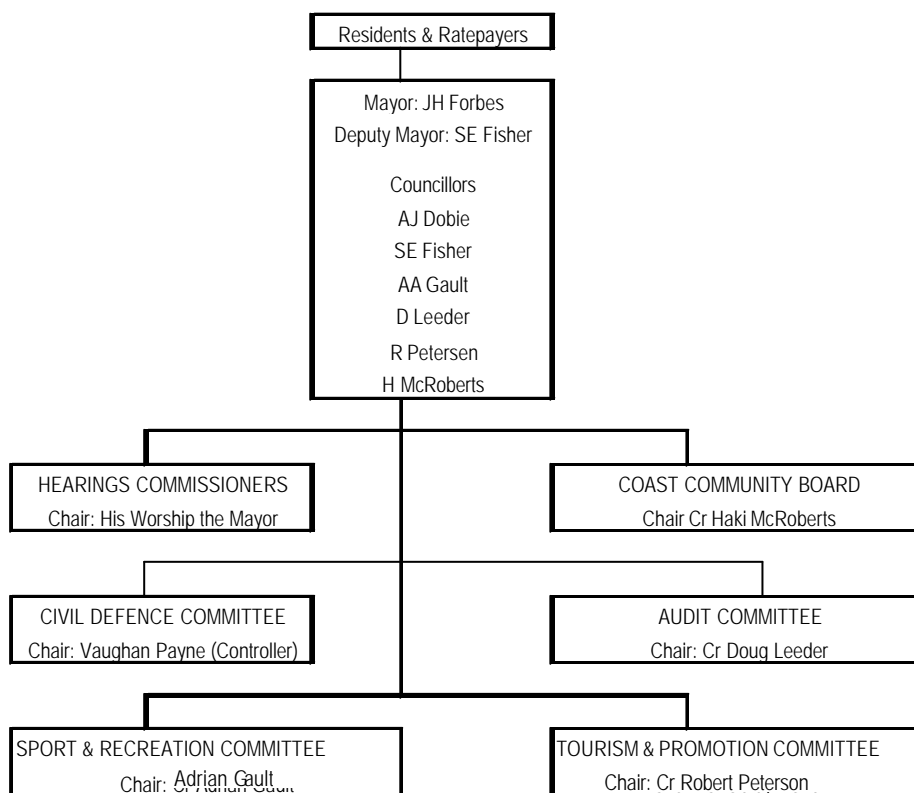 Residents & Ratepayers
Mayor: JH Forbes
Deputy Mayor: SE Fisher
Councillors
AJ Dobie
SE Fisher
AA Gault
D Leeder
R Petersen
H McRoberts
HEARINGS COMMISSIONERS
Chair: His Worship the Mayor
COAST COMMUNITY BOARD
Chair Cr Haki McRoberts
CIVIL DEFENCE COMMITTEE
Chair: Vaughan Payne (Controller)
AUDIT COMMITTEE
Chair: Cr Doug Leeder
SPORT & RECREATION COMMITTEE
Chair: Adrian Gault
TOURISM & PROMOTION COMMITTEE
Chair: Cr Robert Peterson